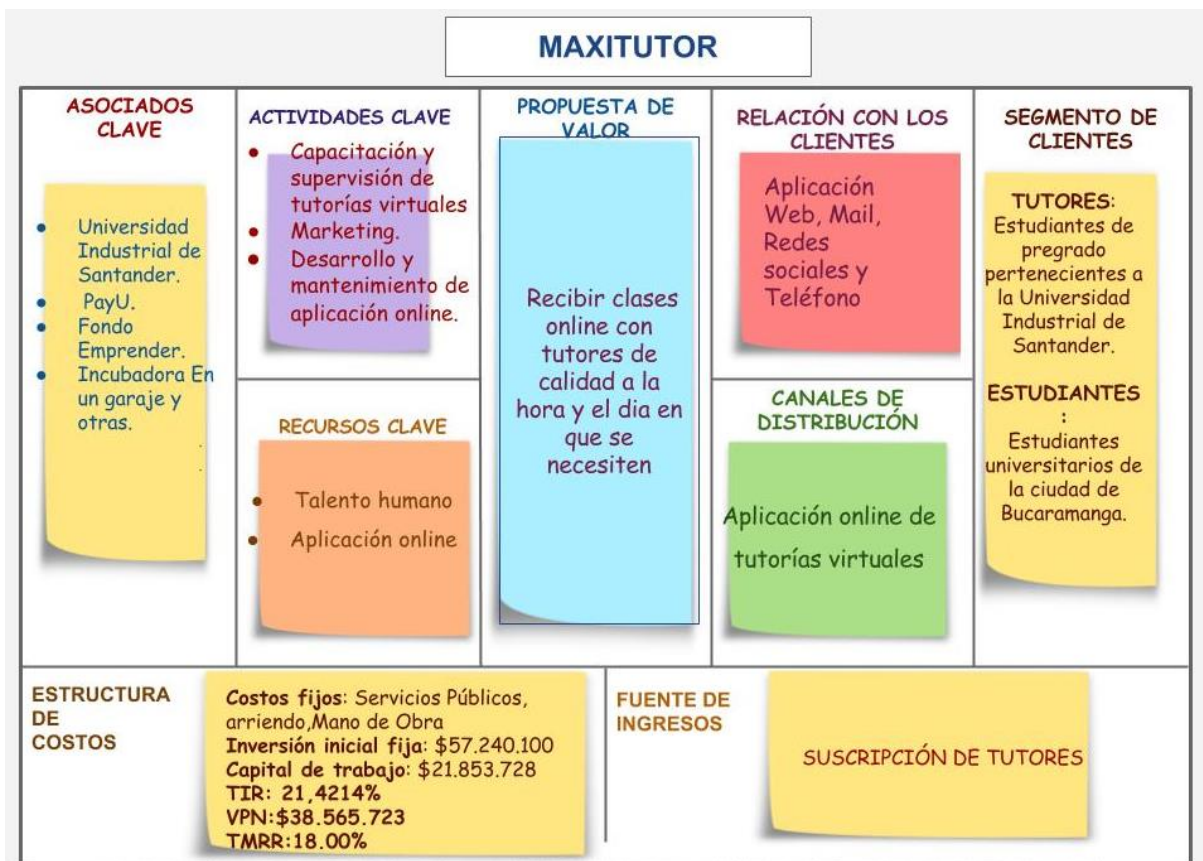 MAXITUTOR
ASOCIADOS
CLAVE
● Universidad
Industrial de
Santander.
● PayU.
● Fondo
Emprender.
● Incubadora En
un garaje y
otras.
.
.
ACTIVIDADES CLAVE
● Capacitación y
supervisión de
tutorías virtuales
● Marketing.
● Desarrollo y
mantenimiento de
aplicación online.
RECURSOS CLAVE
● Talento humano
● Aplicación online
PROPUESTA DE
VALOR
Recibir clases
online con
tutores de
calidad a la
hora y el dia en
que se
necesiten
RELACIÓN CON LOS
CLIENTES
Aplicación
Web, Mail,
Redes
sociales y
Teléfono
CANALES DE
DISTRIBUCIÓN
Aplicación online de
tutorías virtuales
SEGMENTO DE
CLIENTES
TUTORES:
Estudiantes de
pregrado
pertenecientes a
la Universidad
Industrial de
Santander.
ESTUDIANTES
:
Estudiantes
universitarios de
la ciudad de
Bucaramanga.
ESTRUCTURA
DE
COSTOS
Costos fijos: Servicios Públicos,
arriendo,Mano de Obra
Inversión inicial fija: $57.240.100
Capital de trabajo: $21.853.728
TIR: 21,4214%
VPN:$38.565.723
TMRR:18.00%
FUENTE DE
INGRESOS
SUSCRIPCIÓN DE TUTORES